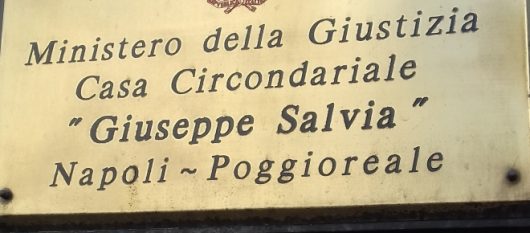 Ministero della Giustizia
Casa Circondariale
"Giuseppe Salvia"
Napoli ~ Poggioreale